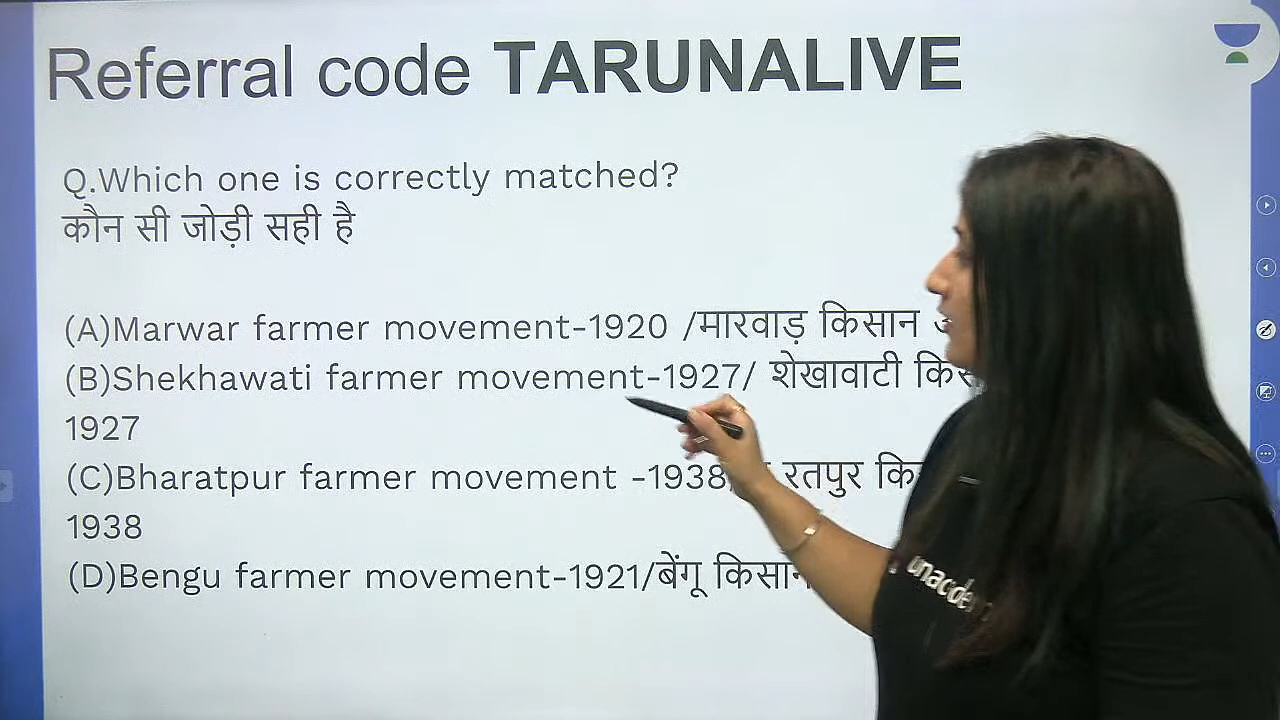 Referral code TARUNALIVE
Q.Which one is correctly matched?
कौन सी जोड़ी सही है
(A)Marwar farmer movement-1920 /मारवाड़ किसान
(B)Shekhawati farmer movement-1927/ शेखावाटी
1927
(C)Bharatpur farmer movement -1938
1938
(D)Bengu farmer movement-1921/बेंगू किसान